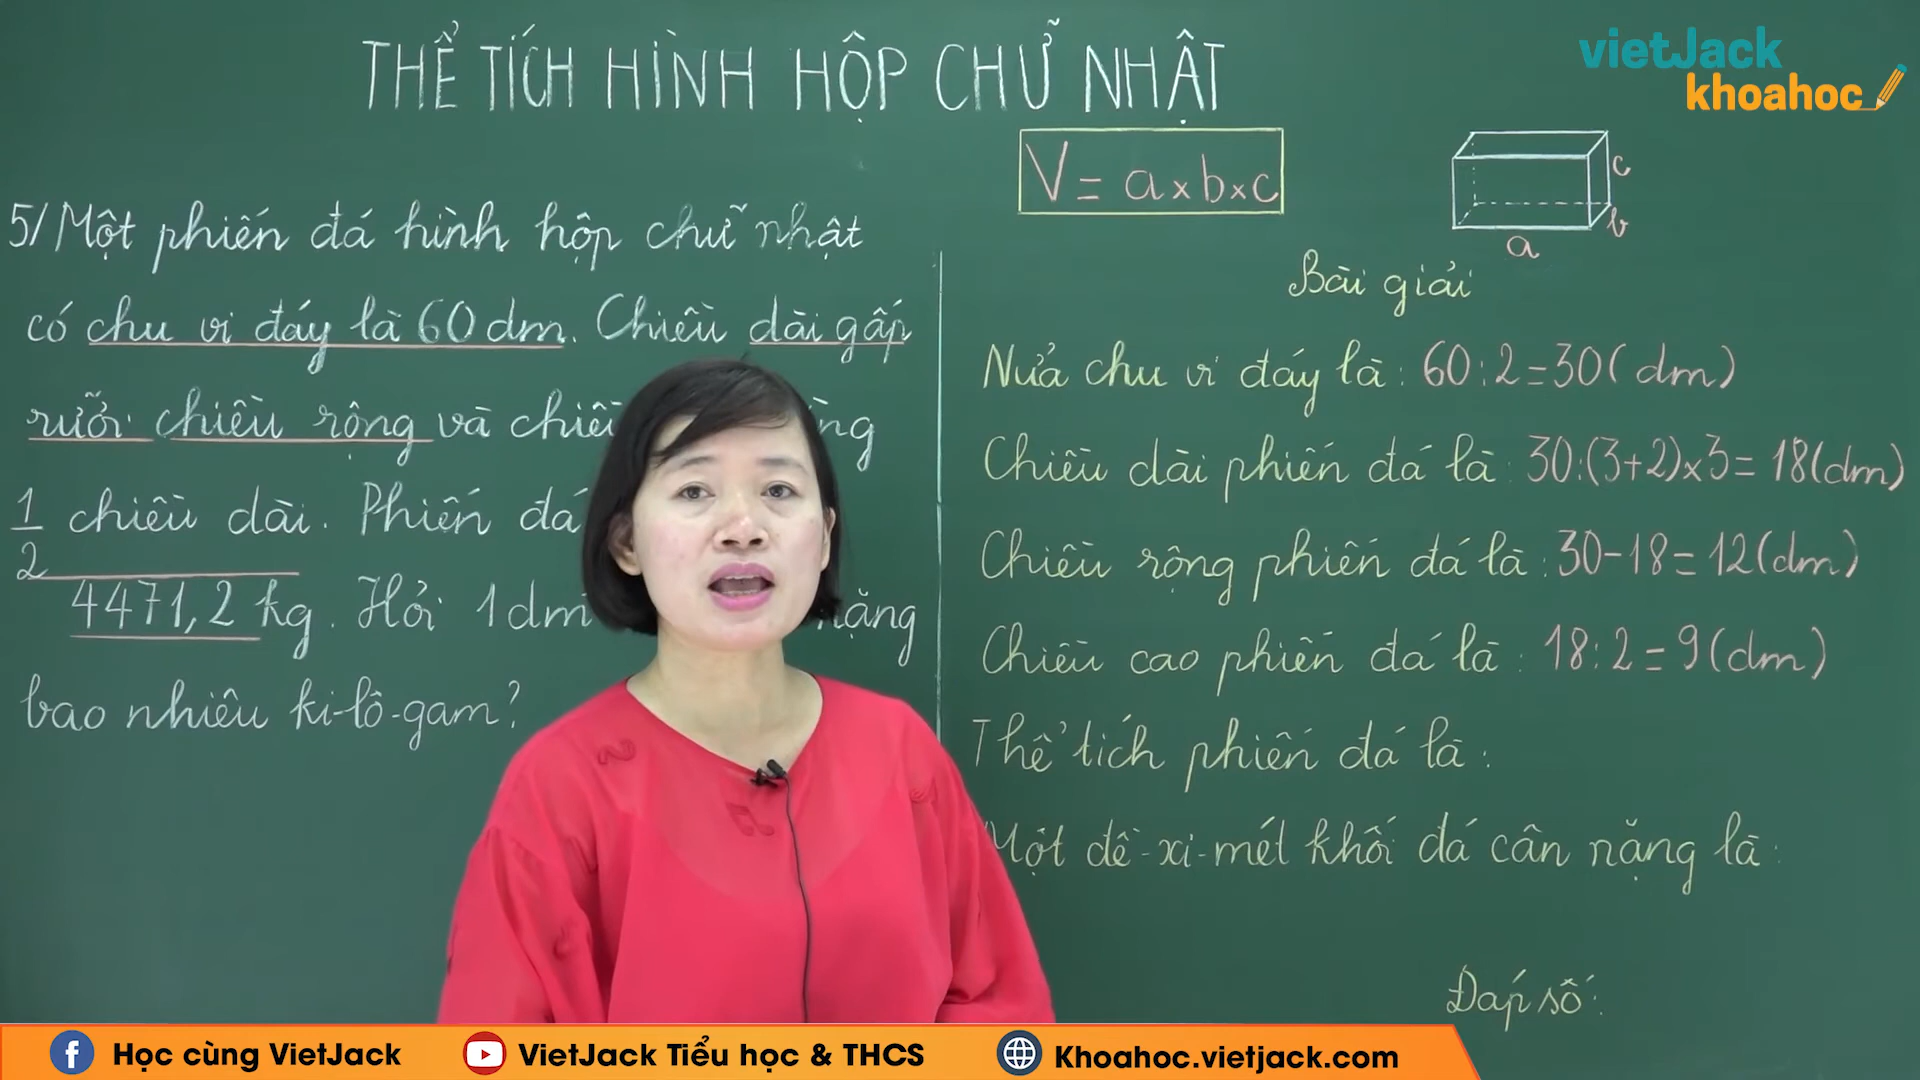 vietJack
khoahoc
THỂ TÍCH HÌNH HỘP CHỮ NHẬT
V = a x b x c
c
b
a
5/ Một phiến đá hình hộp chữ nhật
có chu vi đáy là 60 dm. Chiều dài gấp
rưỡi chiều rộng và
1/2 chiều dài. Phiến đá
4471,2 kg. Hỏi 1dm
bao nhiêu ki-lô-gam?
Bài giải
Nửa chu vi đáy là: 60:2=30( dm)
Chiều dài phiến đá là: 30:(3+2)x3= 18(dm)
Chiều rộng phiến đá là: 30-18=12(dm)
Chiều cao phiến đá là: 18:2=9(dm)
Thể tích phiến đá là:
Một đề-xi-mét khối đá cân nặng là:
Đáp số:
Học cùng VietJack
VietJack Tiểu học & THCS
Khoahoc.vietjack.com